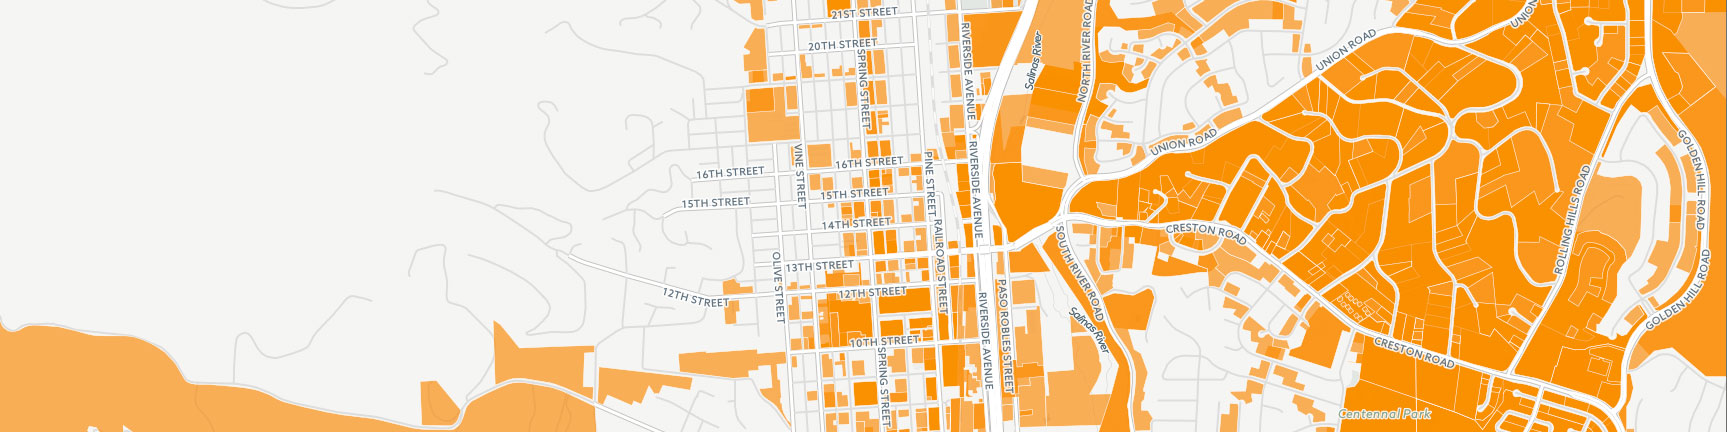 21ST STREET
20TH STREET
SPRING STREET
RIVERSIDE AVENUE
Salinas River
NORTH RIVER ROAD
UNION ROAD
UNION
UNION ROAD
VINE STREET
16TH STREET
16TH STREET
PINE STREET
RIVERSIDE AVENUE
GOLDEN HILL ROAD
15TH STREET
15TH STREET
14TH STREET
RAILROAD STREET
SOUTH RIVER ROAD
CRESTON ROAD
ROLLING HILLS ROAD
OLIVE STREET
13TH STREET
12TH STREET
12TH STREET
RIVERSIDE AVENUE
PASO ROBLES STREET
Salinas River
GOLDEN HILL ROAD
10TH STREET
SPRING STREET
CRESTON ROAD
Centennal Park